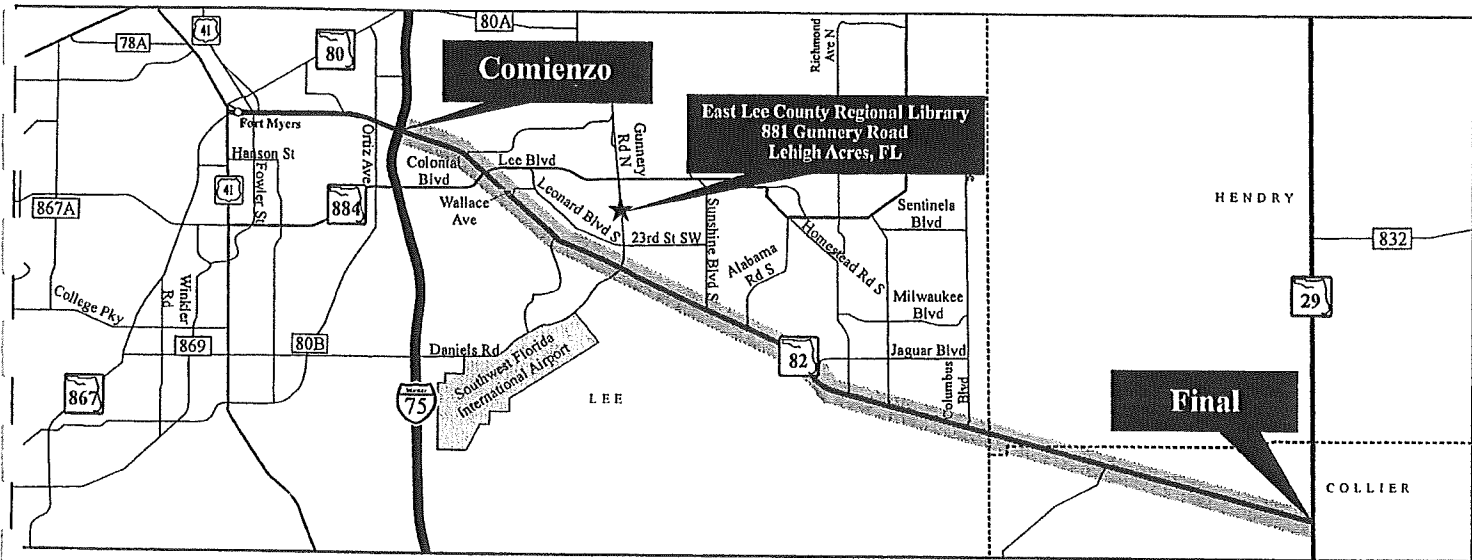 41
80A
78A
80
Richmond
Ave N
Comienzo
East Lee County Regional Library
881 Gunnery Road
Lehigh Acres, FL
Fort Myers
Ortiz Ave
Gunnery
Rd N
Hanson St
Fowler St
Colonial
Blvd
Lee Blvd
41
867A
884
Wallace
Ave
Leonard Blvd S
23rd St SW
Sunshine Blvd S
Alabama
Rd S
Homestead Rd S
Sentinela
Blvd
HENDRY
832
29
College Pky
Winkler
Rd
Milwaukee
Blvd
869
80B
Daniels Rd
Southwest Florida
International Airport
82
Jaguar Blvd
Columbus
Blvd
867
75
LEE
Final
COLLIER